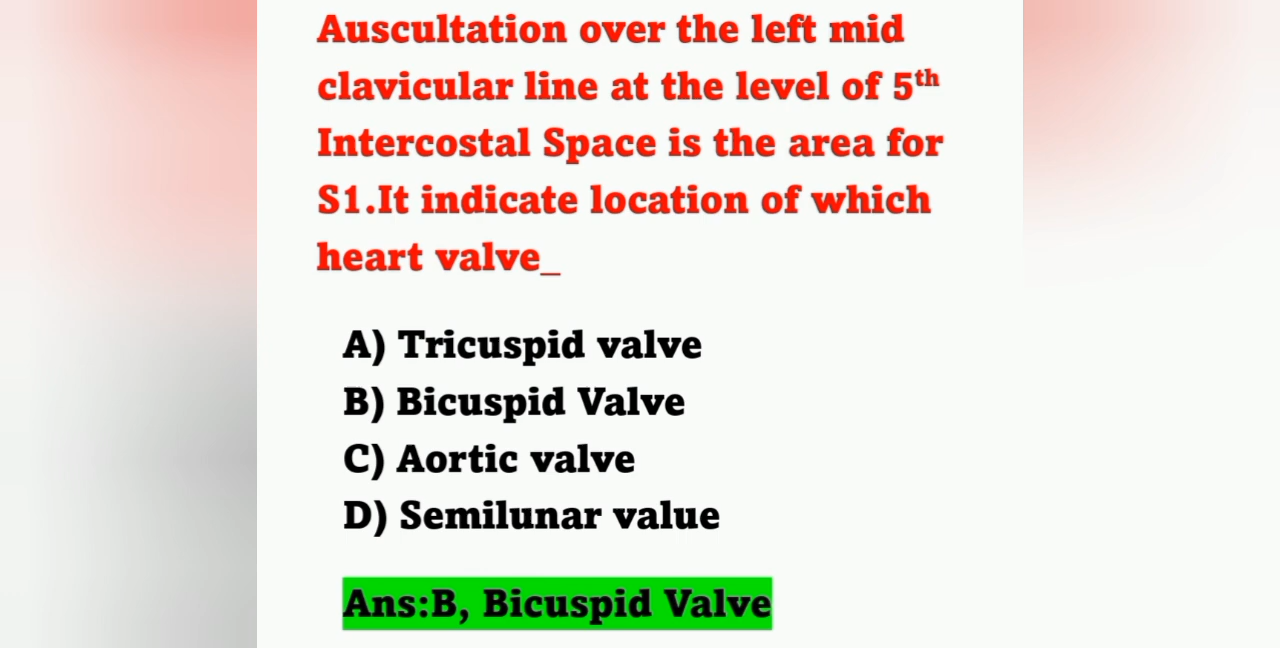 Auscultation over the left mid
clavicular line at the level of 5th
Intercostal Space is the area for
S1.It indicate location of which
heart valve_
A) Tricuspid valve
B) Bicuspid Valve
C) Aortic valve
D) Semilunar value
Ans:B, Bicuspid Valve